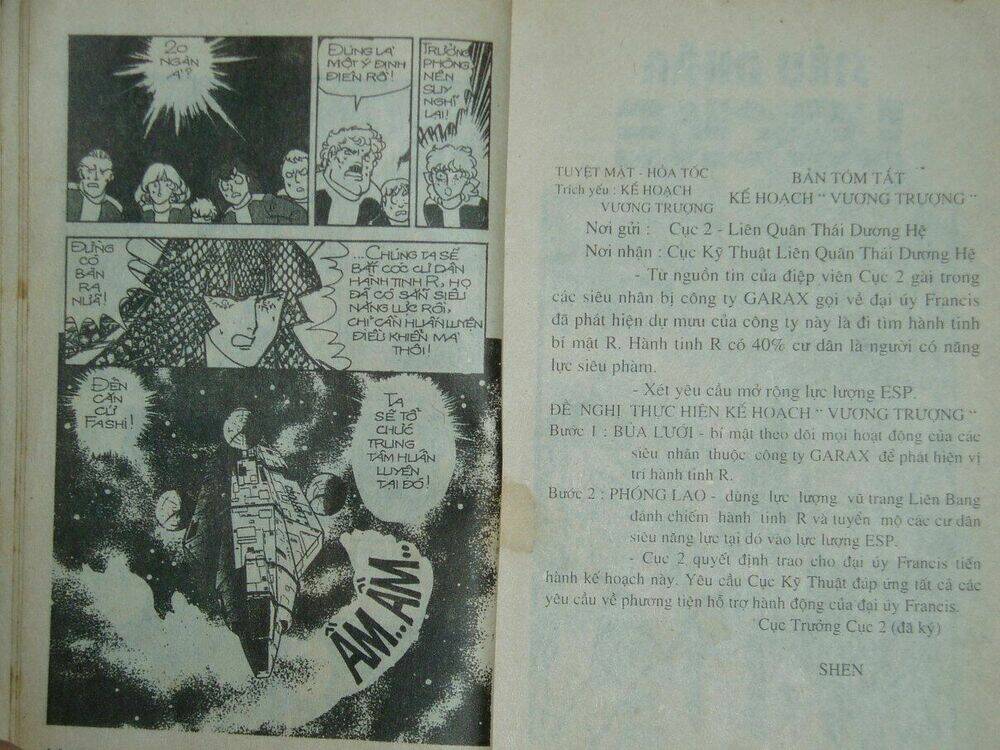 20
NGÀN
Á?
ĐÚNG LÀ
MỘT Ý ĐỊNH
ĐIÊN RỒ!
TRƯỞNG
PHÒNG
NÊN
SUY
NGHĨ
LẠI!
ĐỪNG
CÓ
BÀN
RA
NỮA!
...CHÚNG TA SẼ
BẮT CÓC CƯ DÂN
HÀNH TINH R, HỌ
ĐÃ CÓ SẴN SIÊU
NĂNG LỰC RỒI,
CHỈ CẦN HUẤN LUYỆN
ĐIỀU KHIỂN MÀ
THÔI!
ĐẾN
CĂN
CỨ
FASHI!
TA
SẼ TỔ
CHỨC
TRUNG
TÂM HUẤN
LUYỆN
TẠI ĐÓ!
ẦM..ẦM..
TUYỆT MẬT - HỎA TỐC
Trích yếu : KẾ HOẠCH
VƯƠNG TRƯỢNG
BẢN TÓM TẮT
KẾ HOẠCH " VƯƠNG TRƯỢNG "
Nơi gửi : Cục 2 - Liên Quân Thái Dương Hệ
Nơi nhận : Cục Kỹ Thuật Liên Quân Thái Dương Hệ
- Từ nguồn tin của điệp viên Cục 2 gài trong
các siêu nhân bị công ty GARAX gọi về đại úy Francis
đã phát hiện dự mưu của công ty này là đi tìm hành tinh
bí mật R. Hành tinh R có 40% cư dân là người có năng
lực siêu phàm.
- Xét yêu cầu mở rộng lực lượng ESP.
ĐỀ NGHỊ THỰC HIỆN KẾ HOẠCH " VƯƠNG TRƯỢNG "
Bước 1 : BỦA LƯỚI - bí mật theo dõi mọi hoạt đông của các
siêu nhân thuộc công ty GARAX để phát hiện vị
trí hành tinh R.
Bước 2 : PHÓNG LAO - dùng lực lượng vũ trang Liên Bang
đánh chiếm hành tinh R và tuyển mộ các cư dân
siêu năng lực tại đó vào lực lượng ESP.
- Cục 2 quyết định trao cho đại úy Francis tiến
hành kế hoạch này. Yêu cầu Cục Kỹ Thuật đáp ứng tất cả các
yêu cầu về phương tiện hỗ trợ hành động của đại úy Francis.
Cục Trưởng Cục 2 (đã ký)
SHEN